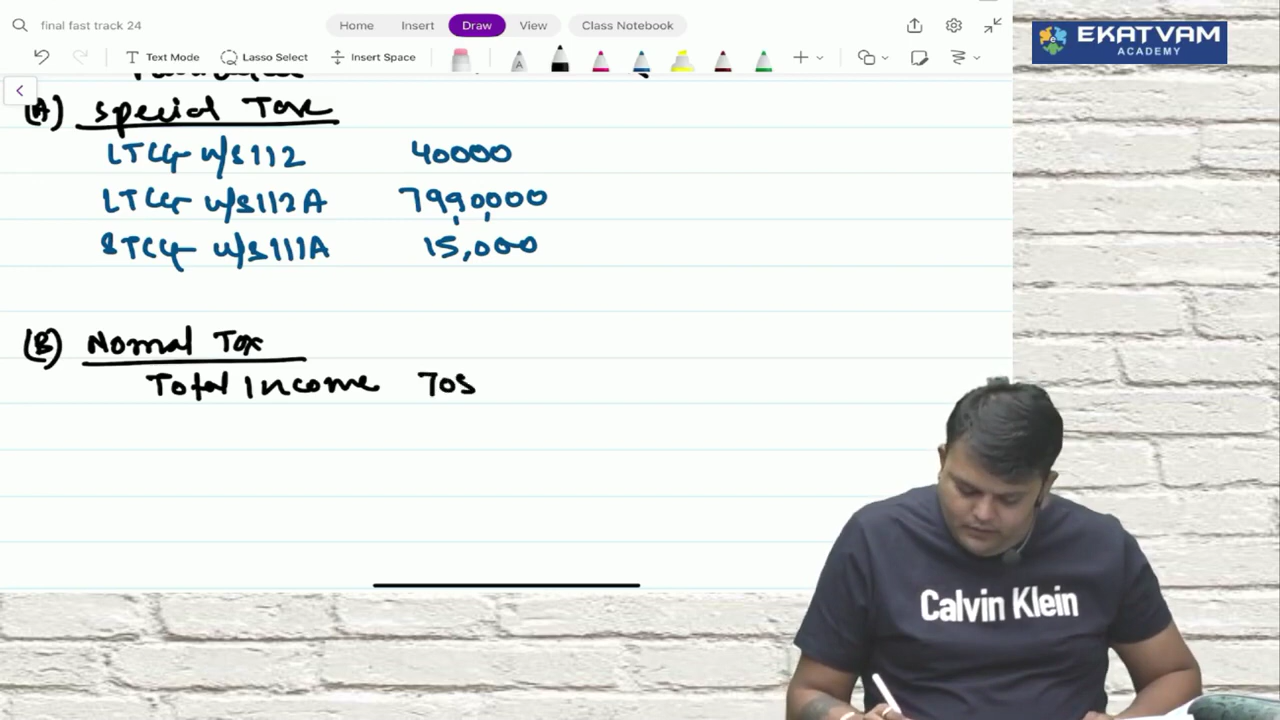 final fast track 24
Home Insert Draw View Class Notebook
EKATVAM
ACADEMY
Text Mode Lasso Select Insert Space
(A) Special Tax
LTCG u/s 112 40000
LTCG u/s 112A 7990000
STCG u/s 111A 15,000
(B) Normal Tax
Total Income 705
Calvin Klein